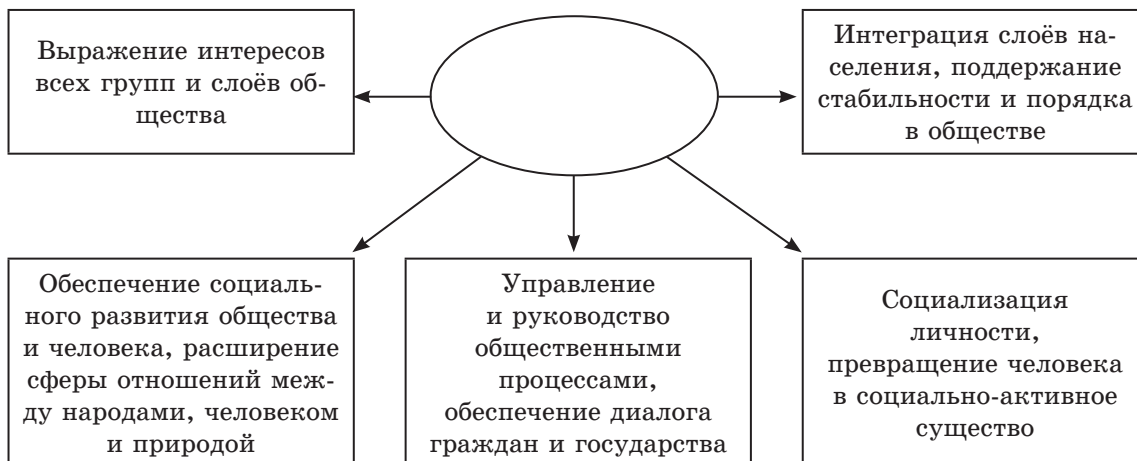 Выражение интересов
всех групп и слоёв об-
щества
Интеграция слоёв на-
селения, поддержание
стабильности и порядка
в обществе
Обеспечение социаль-
ного развития общества
и человека, расширение
сферы отношений меж-
ду народами, человеком
и природой
Управление
и руководство
общественными
процессами,
обеспечение диалога
граждан и государства
Социализация
личности,
превращение человека
в социально-активное
существо